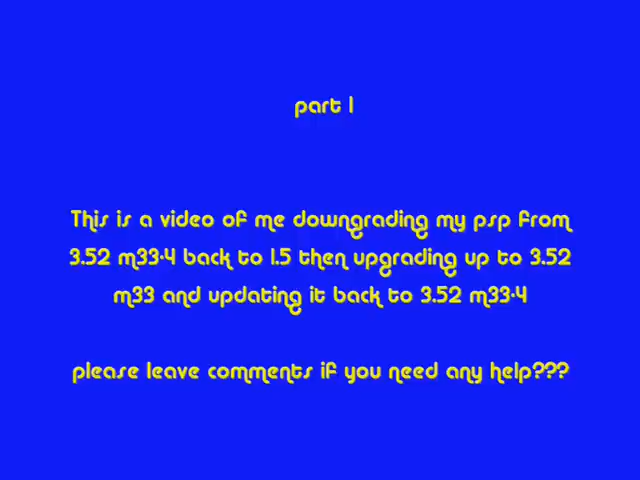 part 1
This is a video of me downgrading my psp from
3.52 m33-4 back to 1.5 then upgrading up to 3.52
m33 and updating it back to 3.52 m33-4
please leave comments if you need any help???